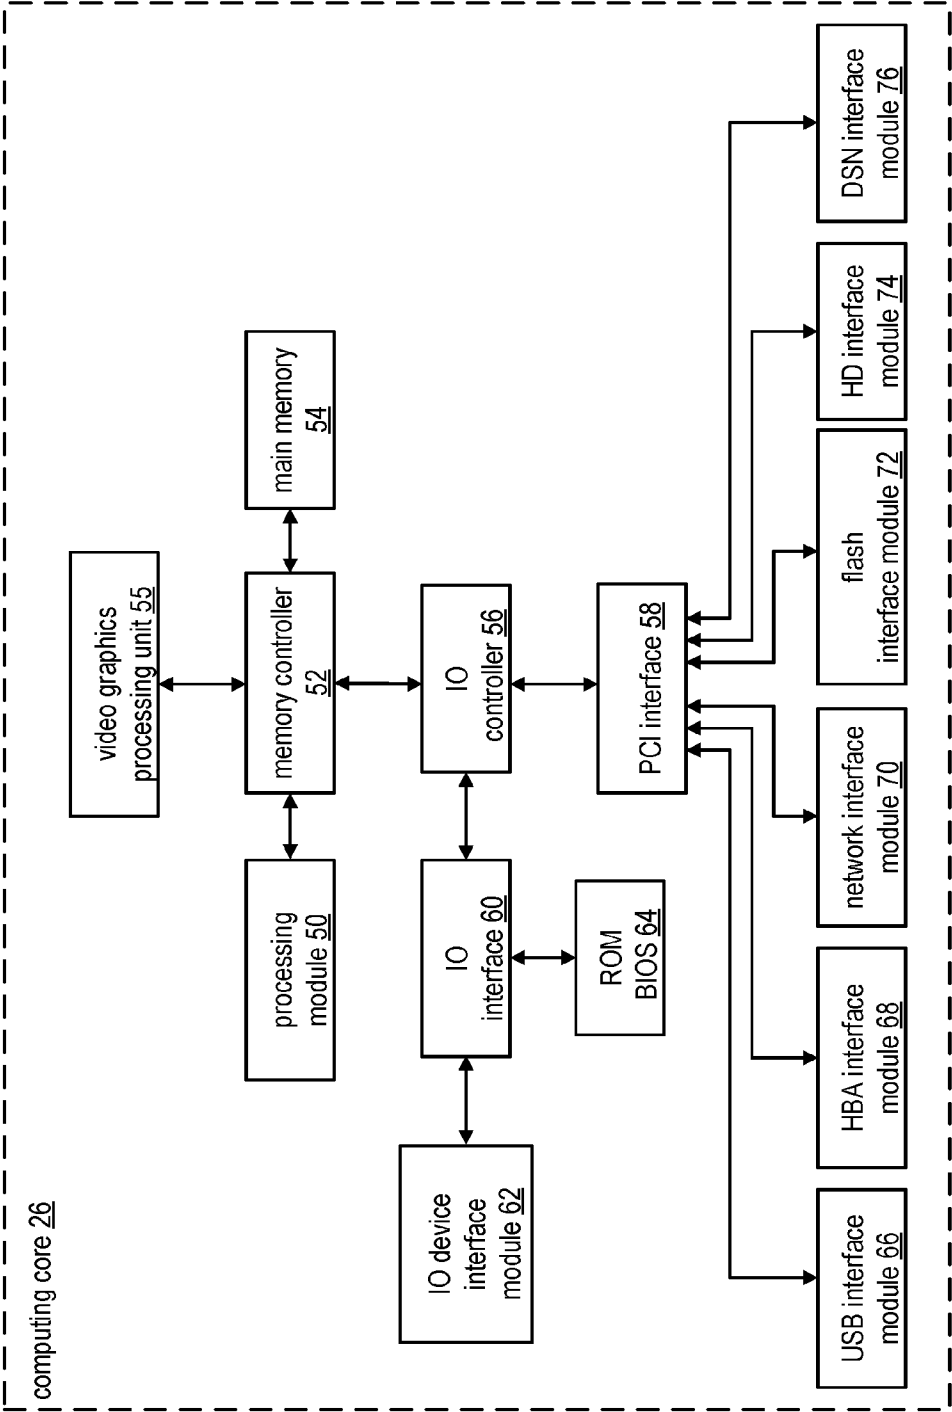 computing core 26
video graphics
processing unit 55
processing
module 50
memory controller
52
main memory
54
IO device
interface
module 62
IO
interface 60
IO
controller 56
ROM
BIOS 64
PCI interface 58
USB interface
module 66
HBA interface
module 68
network interface
module 70
flash
interface module 72
HD interface
module 74
DSN interface
module 76